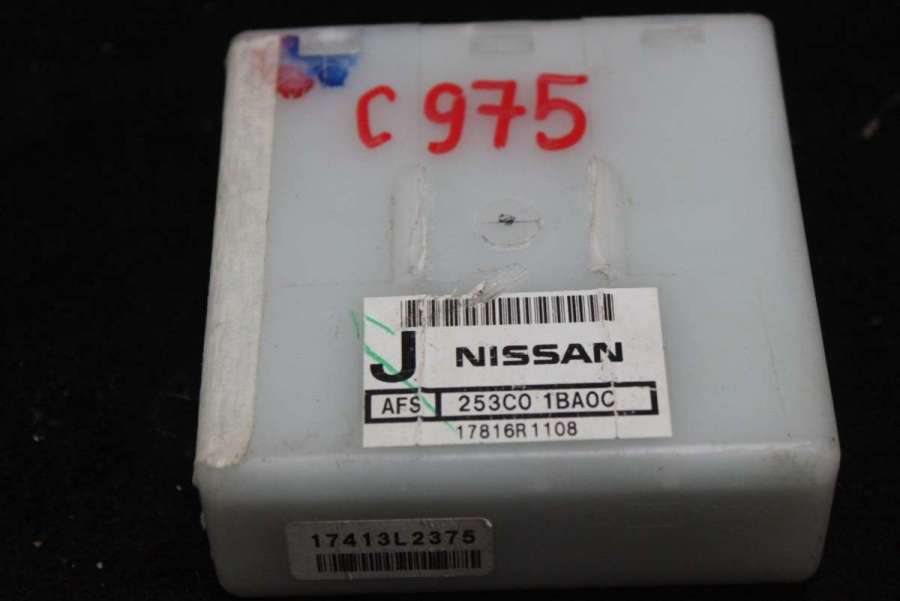 C 975
J NISSAN
AFS 253C0 1BA0C
17816R1108
17413L2375